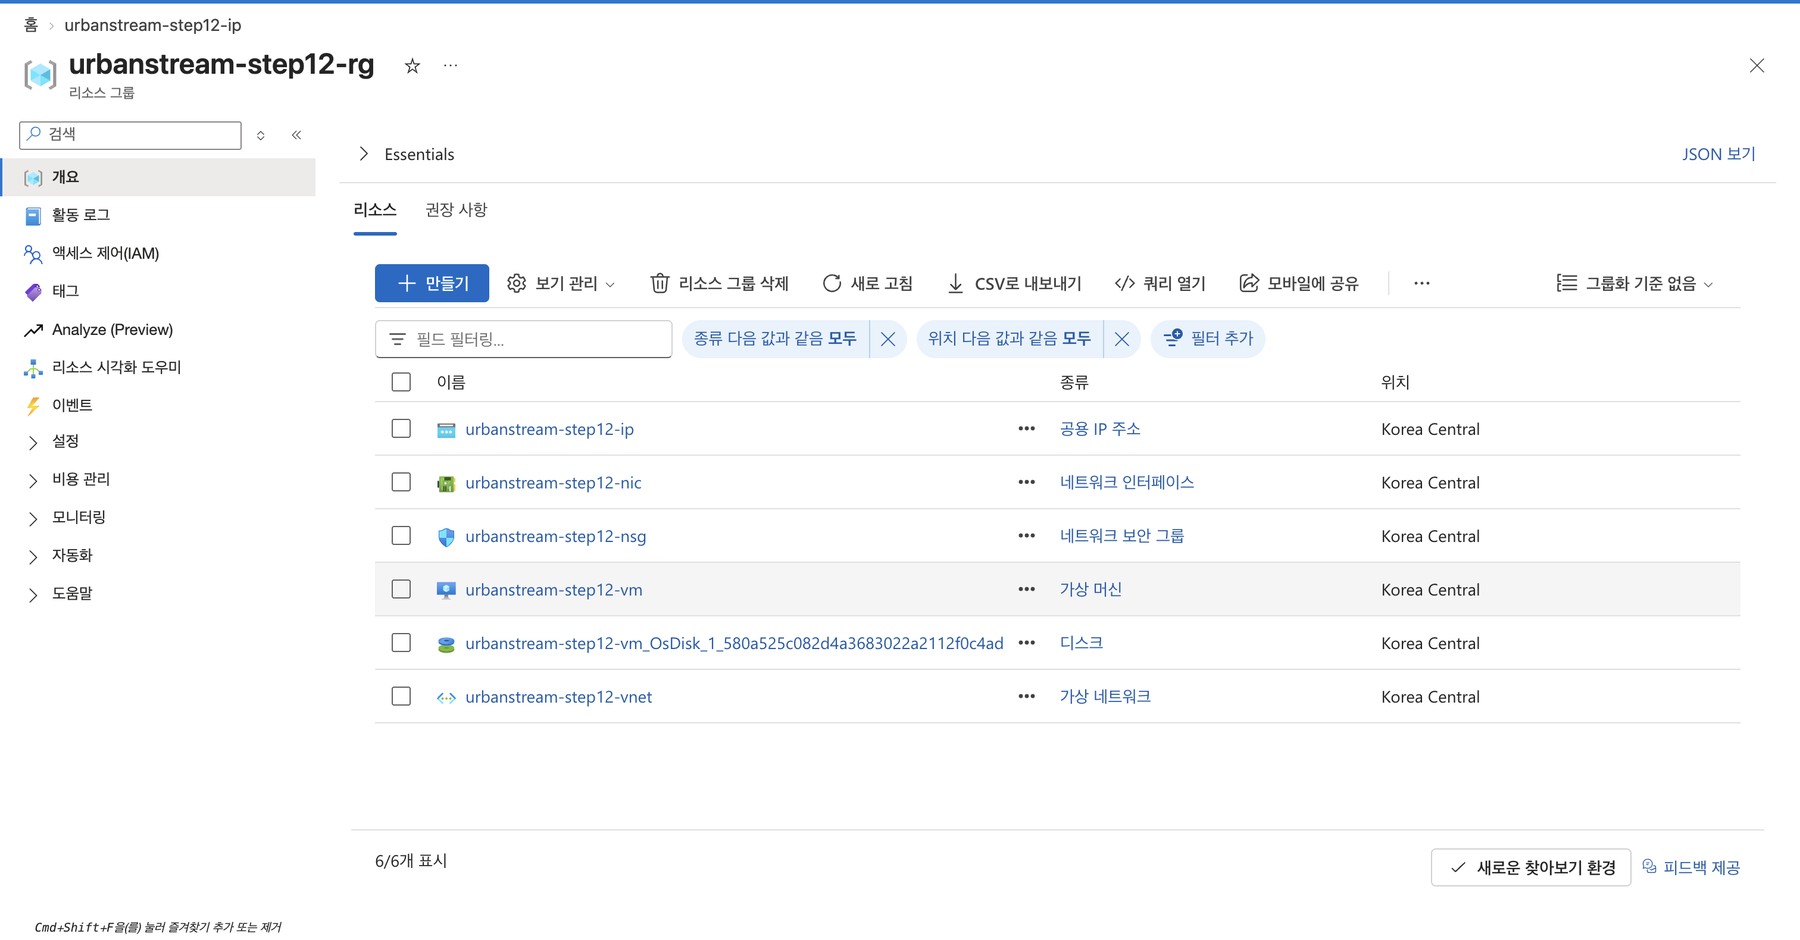 홈 > urbanstream-step12-ip
urbanstream-step12-rg
리소스 그룹
검색
개요
활동 로그
액세스 제어(IAM)
태그
Analyze (Preview)
리소스 시각화 도우미
이벤트
설정
비용 관리
모니터링
자동화
도움말
Essentials
JSON 보기
리소스 권장 사항
만들기 보기 관리 리소스 그룹 삭제 새로 고침 CSV로 내보내기 쿼리 열기 모바일에 공유 그룹화 기준 없음
필드 필터링... 종류 다음 값과 같음 모두 위치 다음 값과 같음 모두 필터 추가
이름 종류 위치
urbanstream-step12-ip 공용 IP 주소 Korea Central
urbanstream-step12-nic 네트워크 인터페이스 Korea Central
urbanstream-step12-nsg 네트워크 보안 그룹 Korea Central
urbanstream-step12-vm 가상 머신 Korea Central
urbanstream-step12-vm_OsDisk_1_580a525c082d4a3683022a2112f0c4ad 디스크 Korea Central
urbanstream-step12-vnet 가상 네트워크 Korea Central
6/6개 표시
새로운 찾아보기 환경 피드백 제공
Cmd+Shift+F을(를) 눌러 즐겨찾기 추가 또는 제거